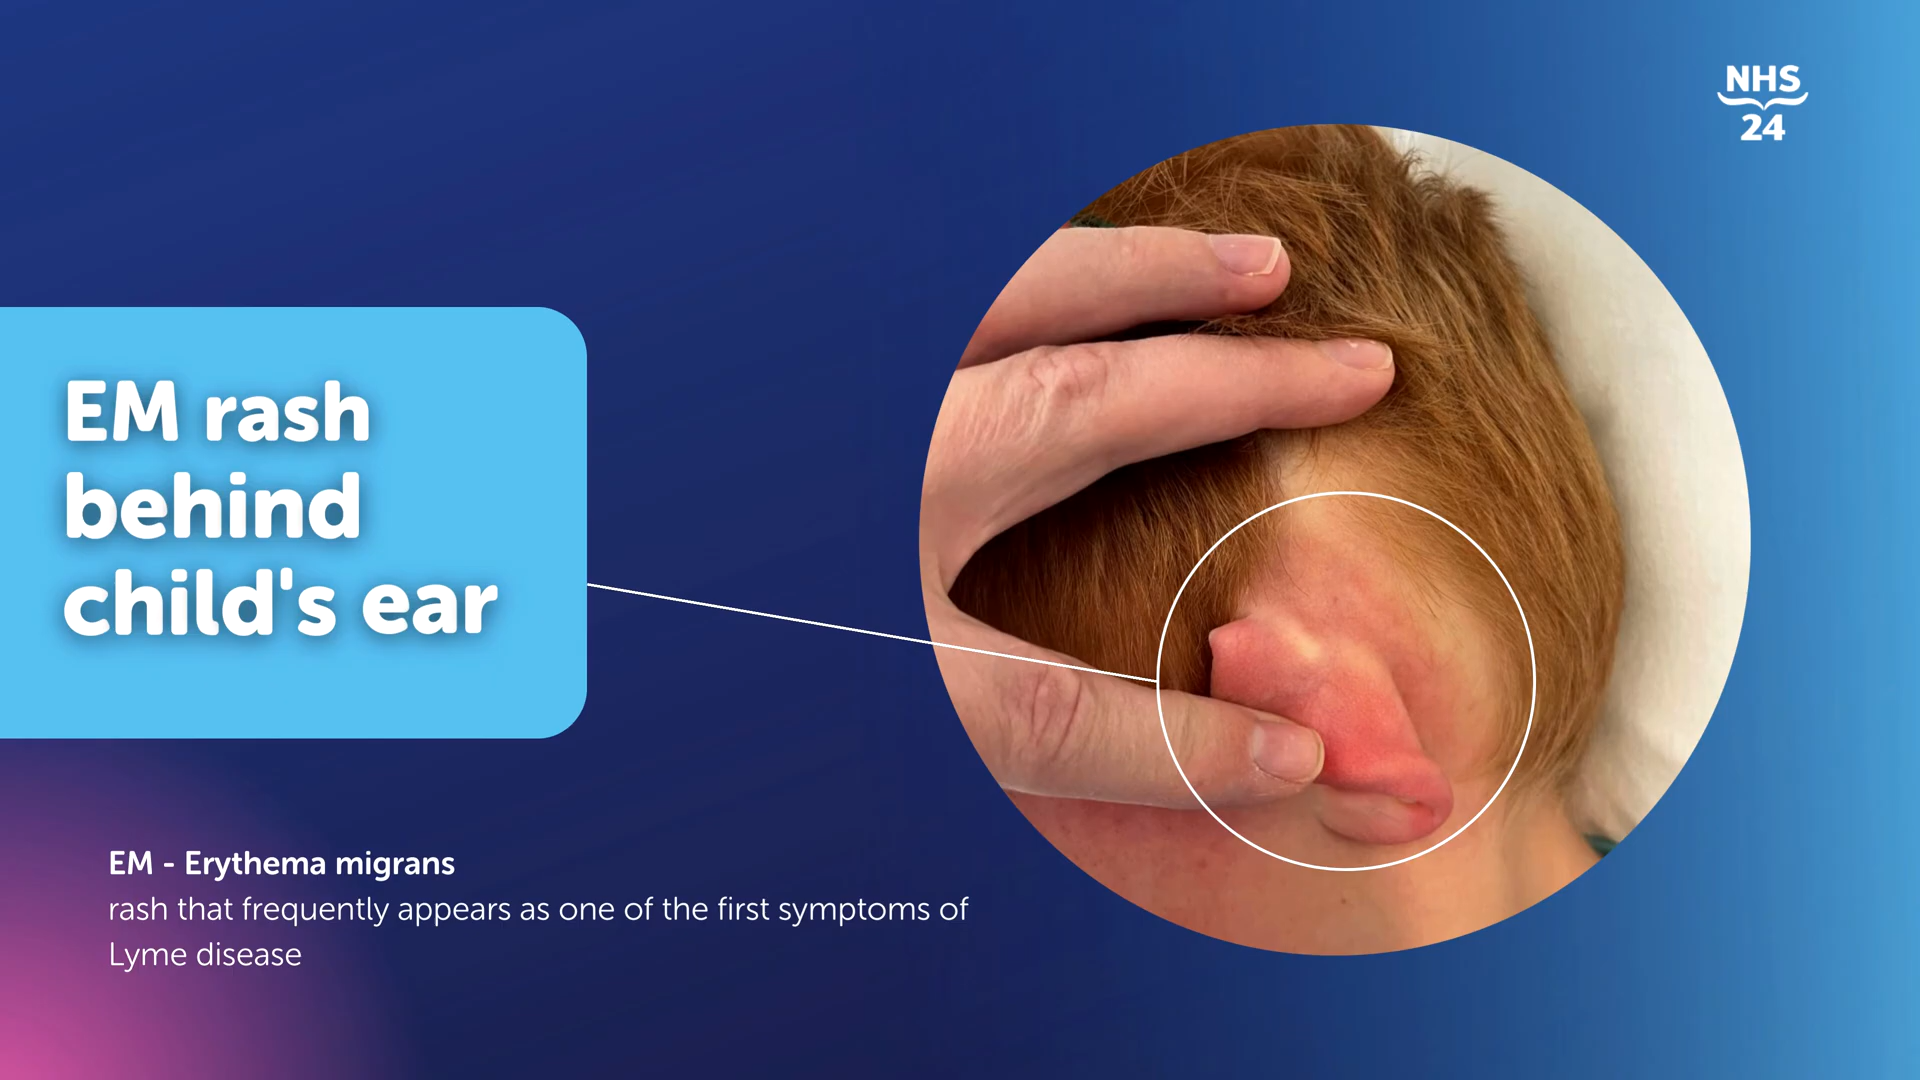 NHS
24
EM rash
behind
child's ear
EM - Erythema migrans
rash that frequently appears as one of the first symptoms of
Lyme disease